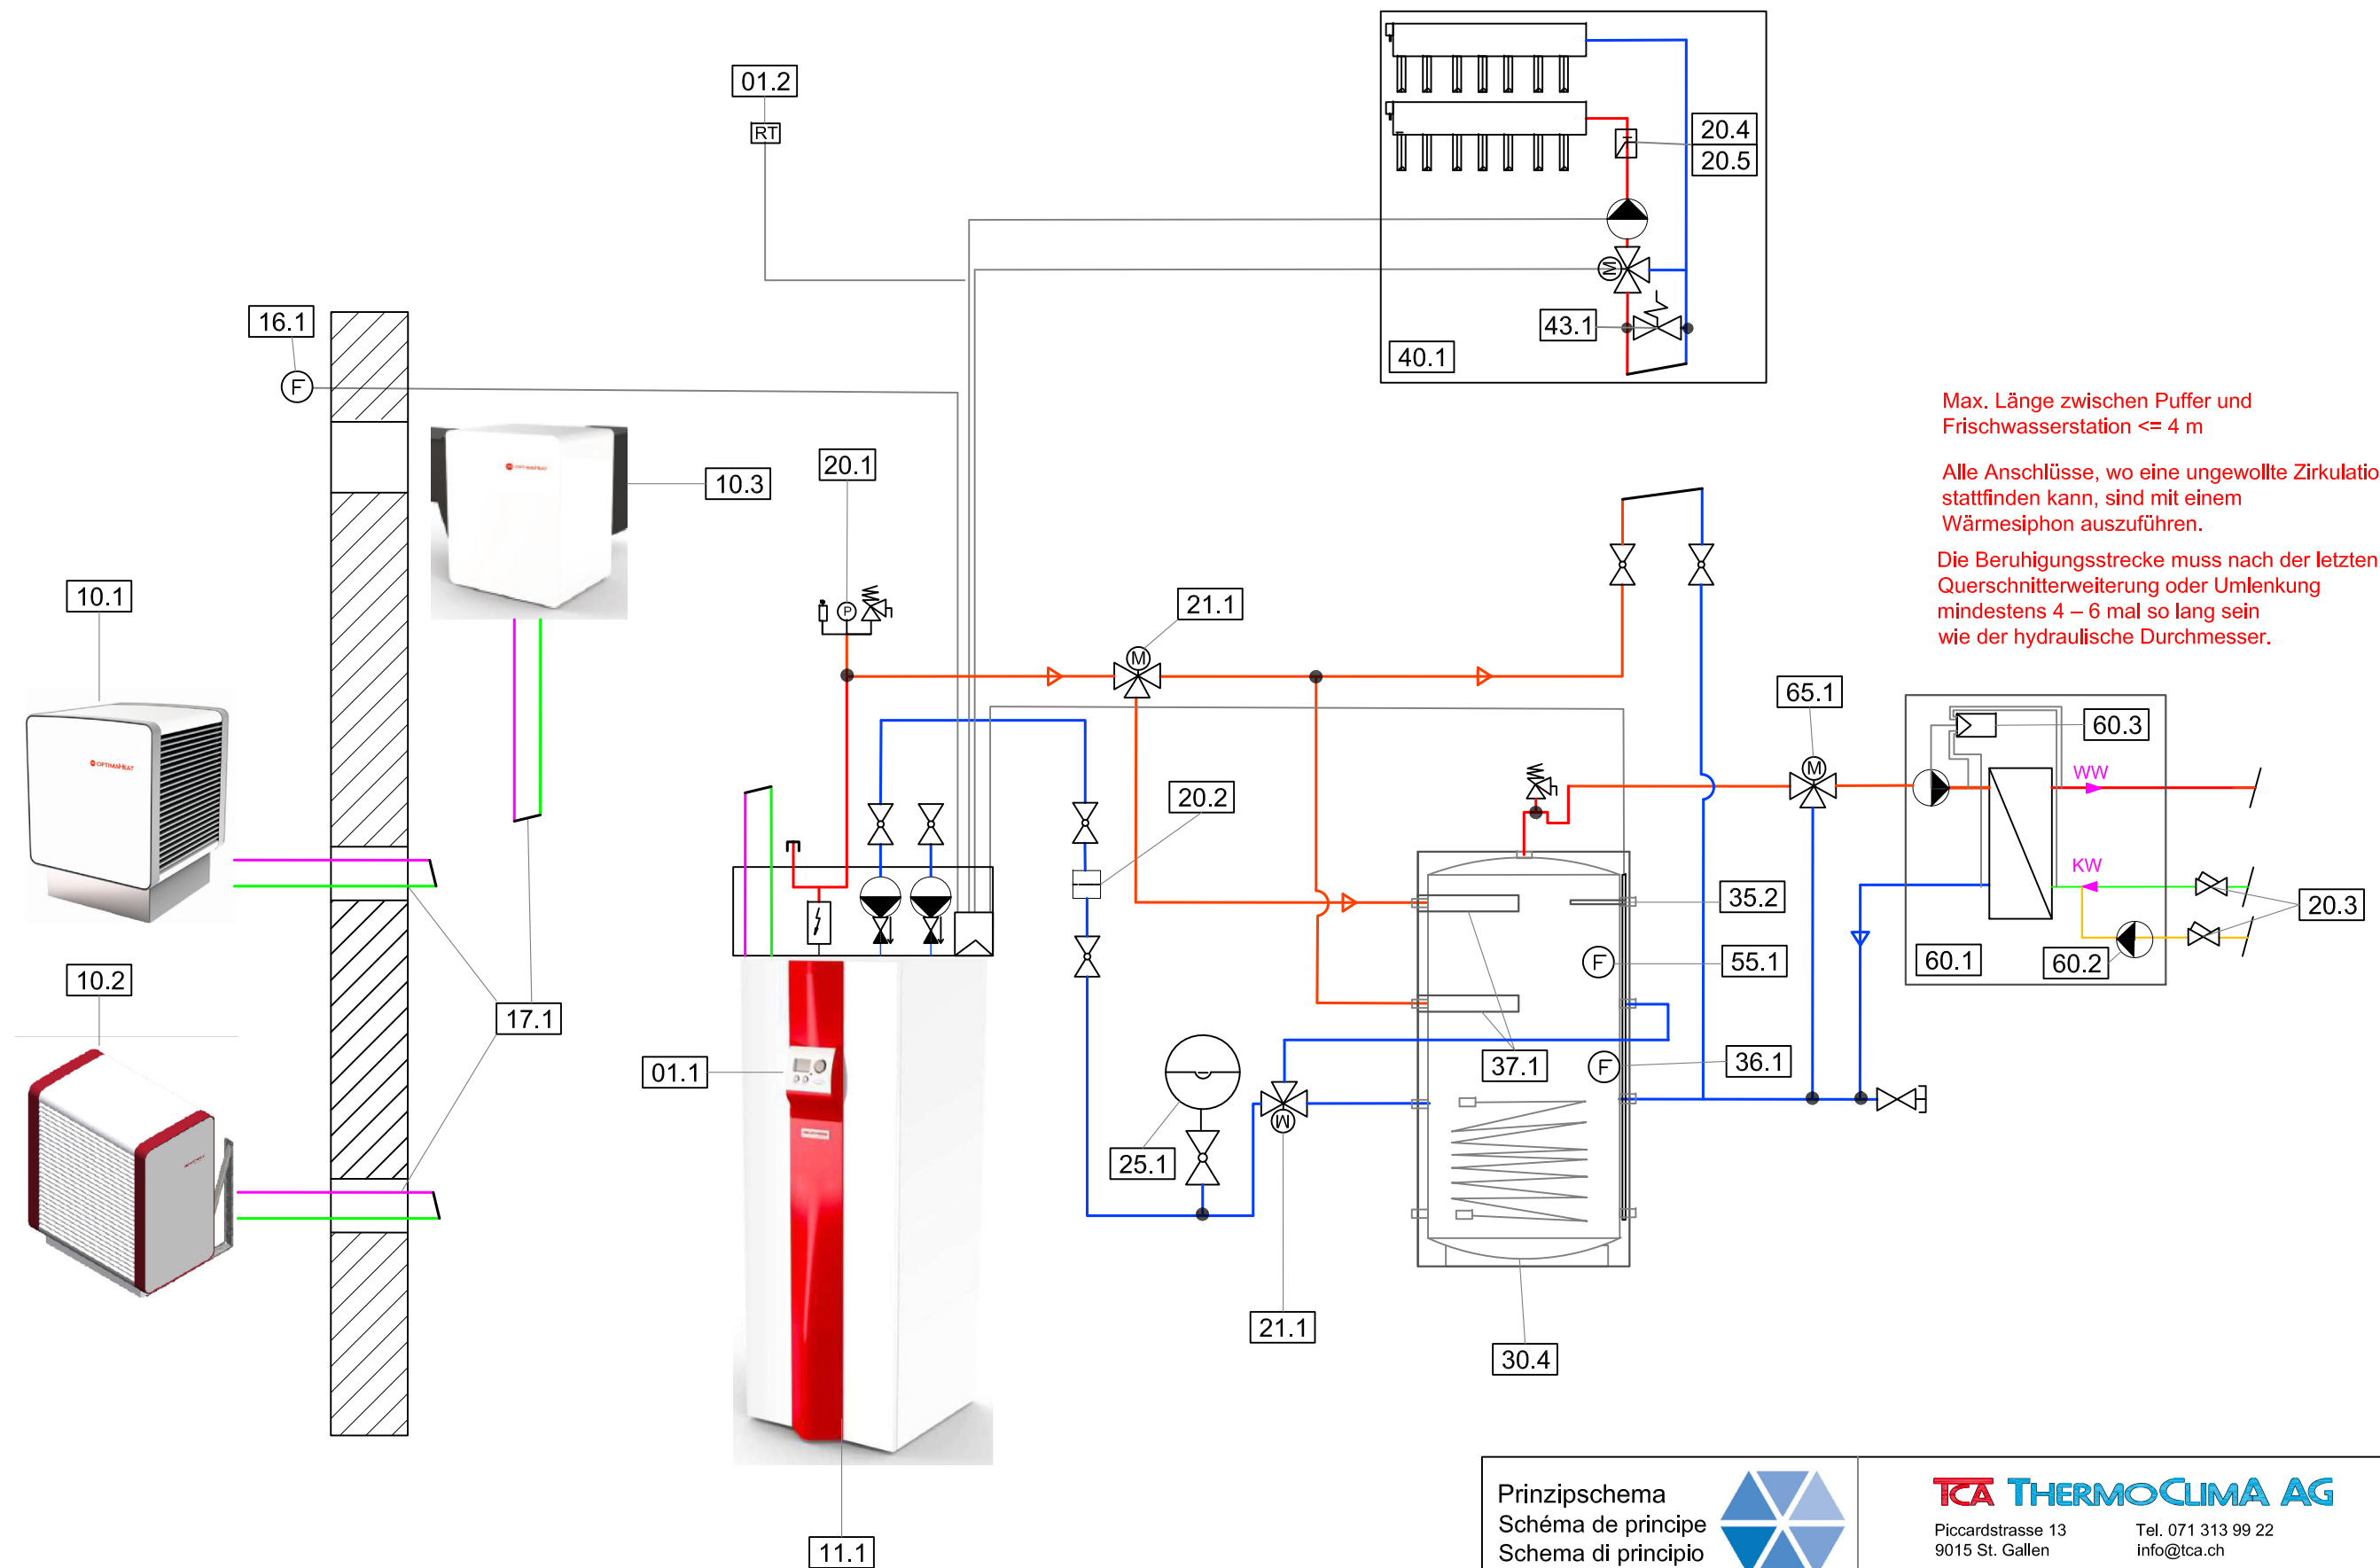 01.2
RT
20.4
20.5
43.1
40.1
16.1
F
OPTIMAHEAT
10.3
20.1
P
Max. Länge zwischen Puffer und
Frischwasserstation <= 4 m
Alle Anschlüsse, wo eine ungewollte Zirkulatio
stattfinden kann, sind mit einem
Wärmesiphon auszuführen.
Die Beruhigungsstrecke muss nach der letzten
Querschnitterweiterung oder Umlenkung
mindestens 4 – 6 mal so lang sein
wie der hydraulische Durchmesser.
M
10.1
21.1
M
65.1
M
60.3
WW
OPTIMAHEAT
20.2
KW
35.2
20.3
10.2
F
55.1
60.1
60.2
17.1
01.1
37.1
F
36.1
M
25.1
21.1
30.4
11.1
Prinzipschema
Schéma de principe
Schema di principio
TCA THERMOCLIMA AG
Piccardstrasse 13
9015 St. Gallen
Tel. 071 313 99 22
info@tca.ch